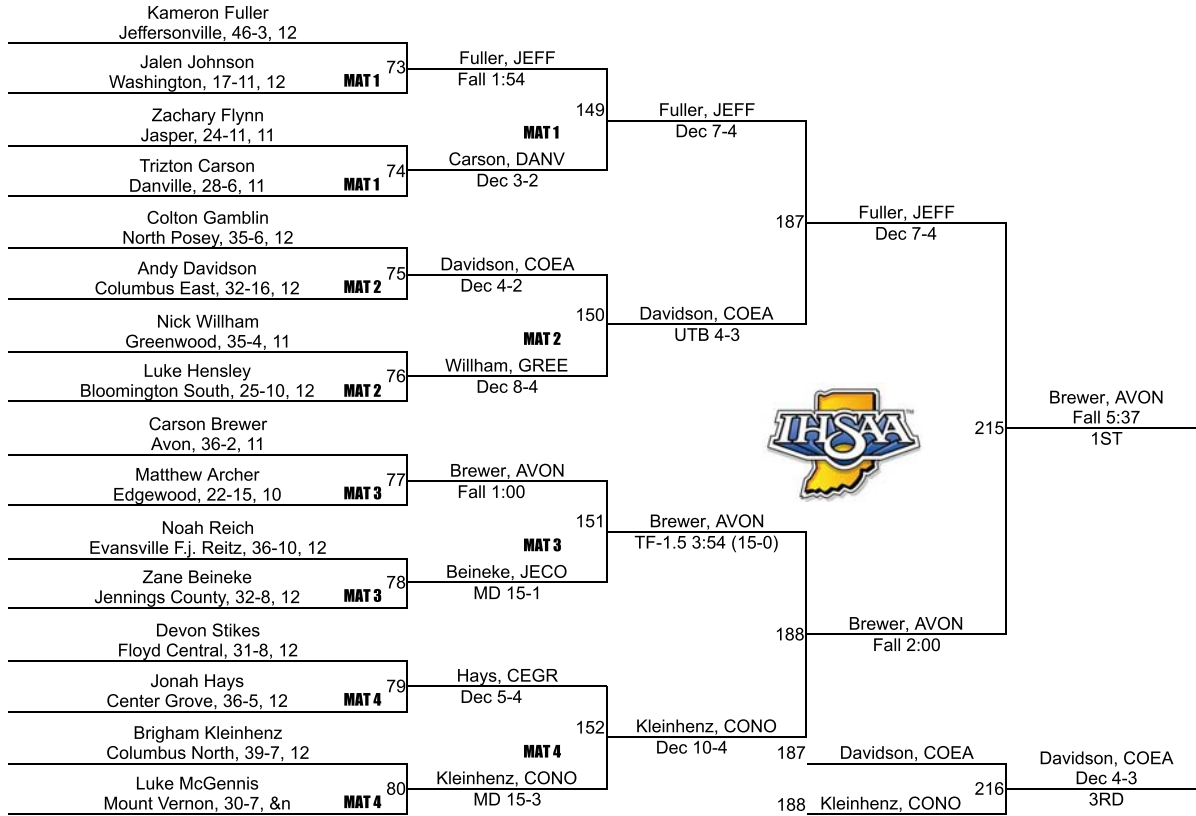 Kameron Fuller
Jeffersonville, 46-3, 12
Jalen Johnson
Washington, 17-11, 12
MAT 1
73
Zachary Flynn
Jasper, 24-11, 11
Trizton Carson
Danville, 28-6, 11
MAT 1
74
Colton Gamblin
North Posey, 35-6, 12
Andy Davidson
Columbus East, 32-16, 12
MAT 2
75
Nick Willham
Greenwood, 35-4, 11
Luke Hensley
Bloomington South, 25-10, 12
MAT 2
76
Carson Brewer
Avon, 36-2, 11
Matthew Archer
Edgewood, 22-15, 10
MAT 3
77
Noah Reich
Evansville F.j. Reitz, 36-10, 12
Zane Beineke
Jennings County, 32-8, 12
MAT 3
78
Devon Stikes
Floyd Central, 31-8, 12
Jonah Hays
Center Grove, 36-5, 12
MAT 4
79
Brigham Kleinhenz
Columbus North, 39-7, 12
Luke McGennis
Mount Vernon, 30-7, &n
MAT 4
80
Fuller, JEFF
Fall 1:54
149
MAT 1
Carson, DANV
Dec 3-2
Davidson, COEA
Dec 4-2
150
MAT 2
Willham, GREE
Dec 8-4
Brewer, AVON
Fall 1:00
151
MAT 3
Beineke, JECO
MD 15-1
Hays, CEGR
Dec 5-4
152
MAT 4
Kleinhenz, CONO
MD 15-3
Fuller, JEFF
Dec 7-4
187
Davidson, COEA
UTB 4-3
Brewer, AVON
TF-1.5 3:54 (15-0)
188
Kleinhenz, CONO
Dec 10-4
Fuller, JEFF
Dec 7-4
IHSAA™
215
Brewer, AVON
Fall 2:00
Brewer, AVON
Fall 5:37
1ST
187
Davidson, COEA
216
188
Kleinhenz, CONO
Davidson, COEA
Dec 4-3
3RD